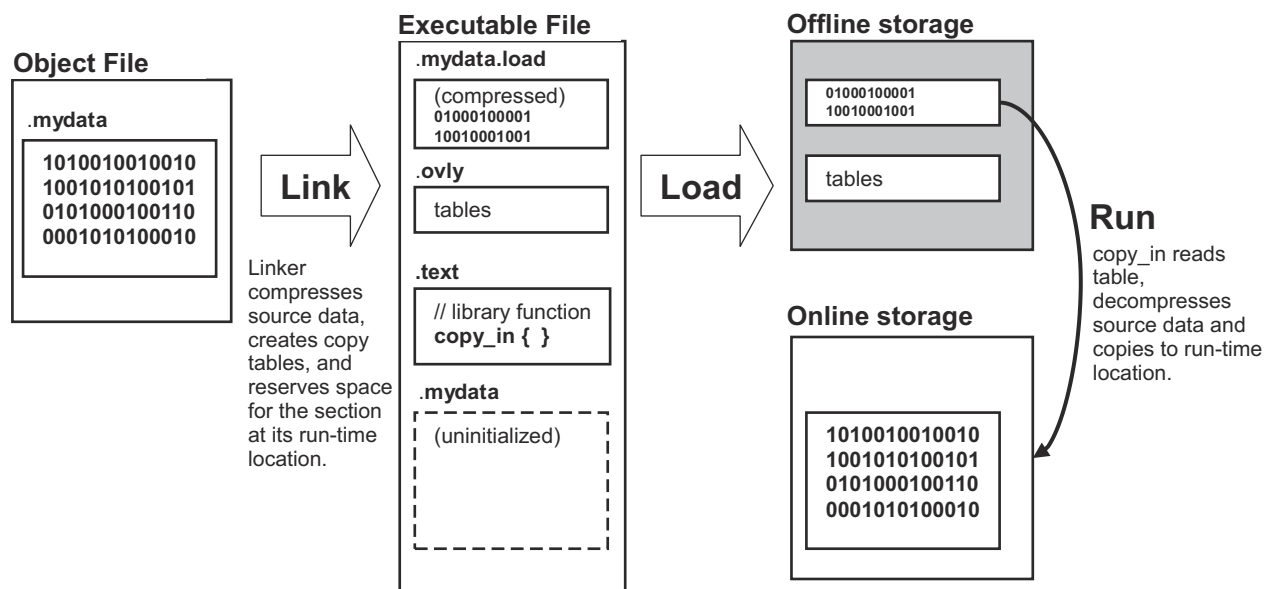 Object File
.mydata
1010010010010
1001010100101
0101000100110
0001010100010
Link
Linker
compresses
source data,
creates copy
tables, and
reserves space
for the section
at its run-time
location.
Executable File
.mydata.load
(compressed)
01000100001
10010001001
.ovly
tables
.text
// library function
copy_in { }
.mydata
(uninitialized)
Load
Offline storage
01000100001
10010001001
tables
Run
copy_in reads
table,
decompresses
source data and
copies to run-time
location.
Online storage
1010010010010
1001010100101
0101000100110
0001010100010